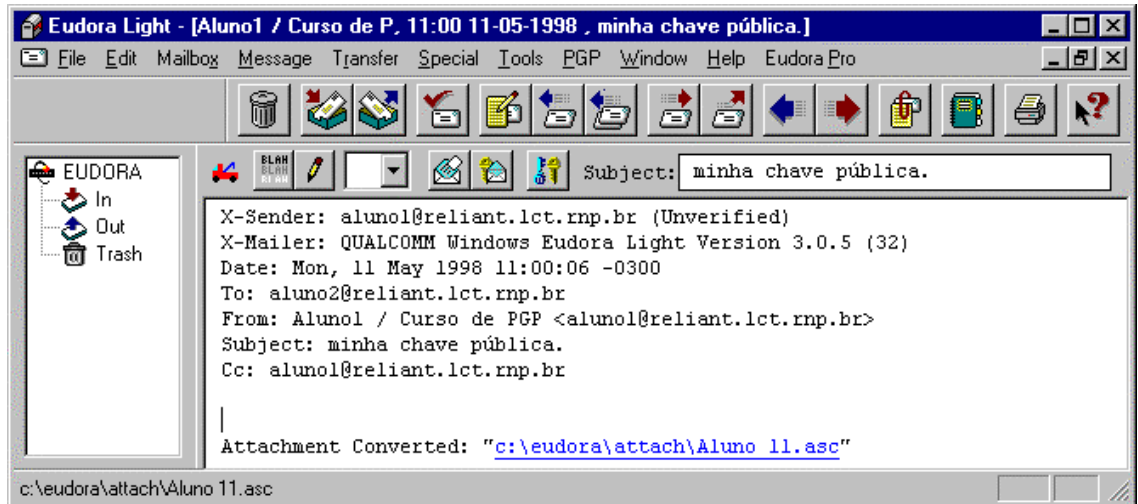 Eudora Light - [Aluno1 / Curso de P, 11:00 11-05-1998 , minha chave pública.]
File Edit Mailbox Message Transfer Special Tools PGP Window Help Eudora Pro
EUDORA
In
Out
Trash
BLAH
BLAH
BLAH
Subject: minha chave pública.
X-Sender: aluno1@reliant.lct.rnp.br (Unverified)
X-Mailer: QUALCOMM Windows Eudora Light Version 3.0.5 (32)
Date: Mon, 11 May 1998 11:00:06 -0300
To: aluno2@reliant.lct.rnp.br
From: Aluno1 / Curso de PGP <aluno1@reliant.lct.rnp.br>
Subject: minha chave pública.
Cc: aluno1@reliant.lct.rnp.br
Attachment Converted: "c:\eudora\attach\Aluno 11.asc"
c:\eudora\attach\Aluno 11.asc